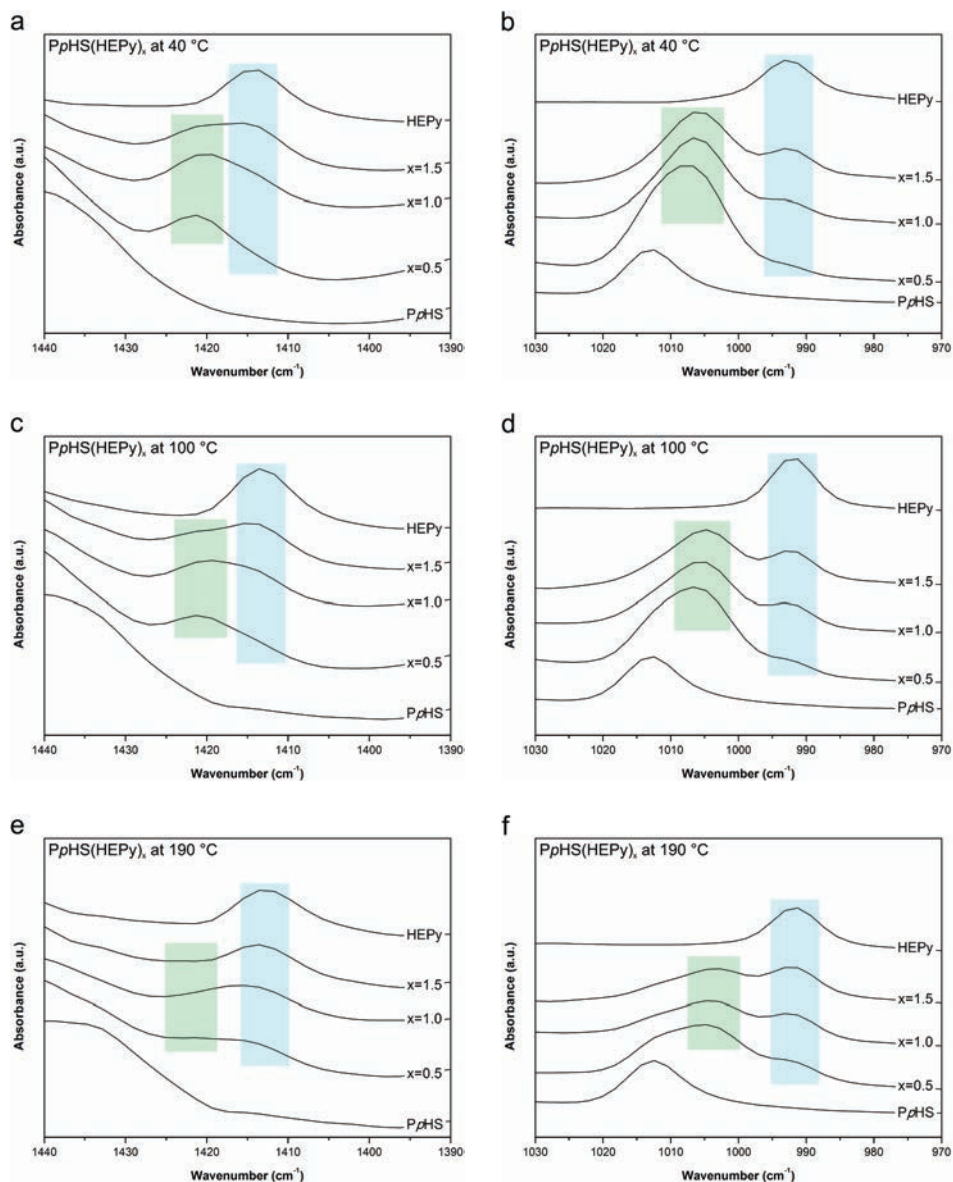 a
PpHS(HEPy)ₓ at 40 °C
HEPy
x=1.5
x=1.0
x=0.5
PpHS
Absorbance (a.u.)
1440 1430 1420 1410 1400 1390
Wavenumber (cm⁻¹)
b
PpHS(HEPy)ₓ at 40 °C
HEPy
x=1.5
x=1.0
x=0.5
PpHS
Absorbance (a.u.)
1030 1020 1010 1000 990 980 970
Wavenumber (cm⁻¹)
c
PpHS(HEPy)ₓ at 100 °C
HEPy
x=1.5
x=1.0
x=0.5
PpHS
Absorbance (a.u.)
1440 1430 1420 1410 1400 1390
Wavenumber (cm⁻¹)
d
PpHS(HEPy)ₓ at 100 °C
HEPy
x=1.5
x=1.0
x=0.5
PpHS
Absorbance (a.u.)
1030 1020 1010 1000 990 980 970
Wavenumber (cm⁻¹)
e
PpHS(HEPy)ₓ at 190 °C
HEPy
x=1.5
x=1.0
x=0.5
PpHS
Absorbance (a.u.)
1440 1430 1420 1410 1400 1390
Wavenumber (cm⁻¹)
f
PpHS(HEPy)ₓ at 190 °C
HEPy
x=1.5
x=1.0
x=0.5
PpHS
Absorbance (a.u.)
1030 1020 1010 1000 990 980 970
Wavenumber (cm⁻¹)